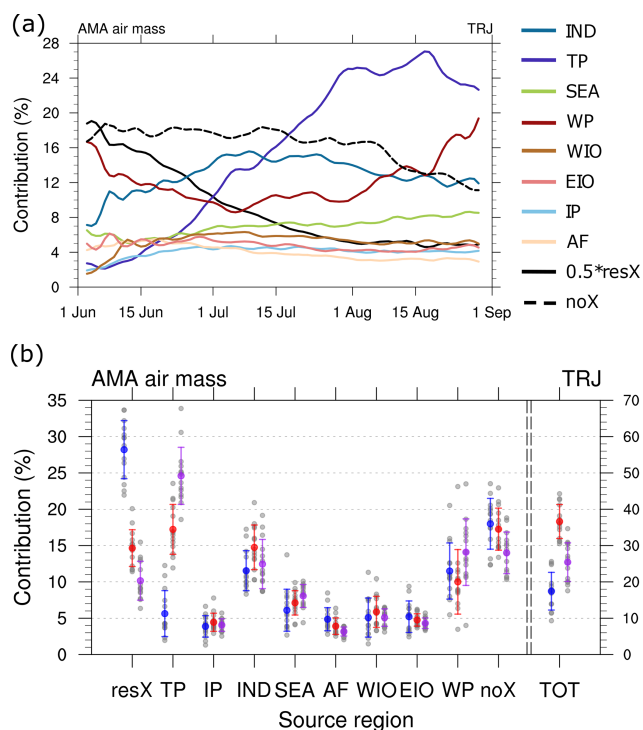 (a)
AMA air mass TRJ
28
24
20
16
12
8
4
0
Contribution (%)
1 Jun 15 Jun 1 Jul 15 Jul 1 Aug 15 Aug 1 Sep
IND
TP
SEA
WP
WIO
EIO
IP
AF
0.5*resX
noX
(b)
AMA air mass TRJ
35 70
30 60
25 50
20 40
15 30
10 20
5 10
0 0
Contribution (%)
resX TP IP IND SEA AF WIO EIO WP noX TOT
Source region